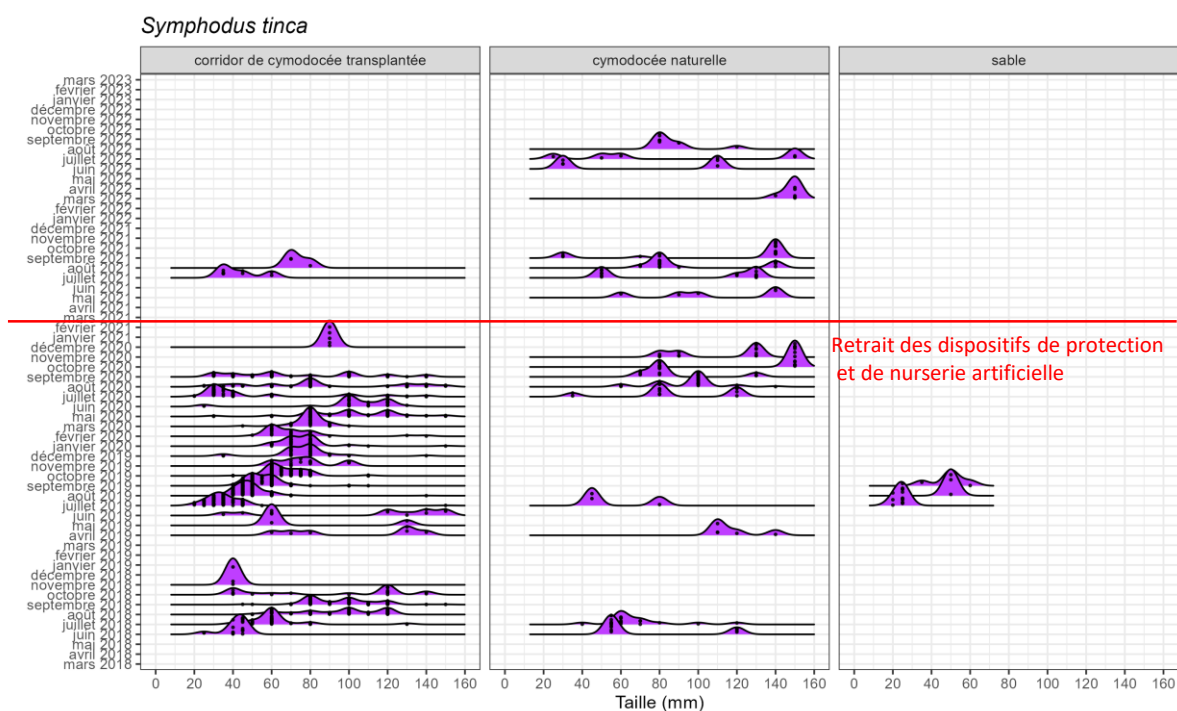 Symphodus tinca
corridor de cymodocée transplantée
cymodocée naturelle
sable
mars 2023
février 2023
janvier 2023
décembre 2022
novembre 2022
octobre 2022
septembre 2022
août 2022
juillet 2022
juin 2022
mai 2022
avril 2022
mars 2022
février 2022
janvier 2022
décembre 2021
novembre 2021
octobre 2021
septembre 2021
août 2021
juillet 2021
juin 2021
mai 2021
avril 2021
mars 2021
février 2021
janvier 2021
décembre 2020
novembre 2020
octobre 2020
septembre 2020
août 2020
juillet 2020
juin 2020
mai 2020
avril 2020
mars 2020
février 2020
janvier 2020
décembre 2019
novembre 2019
octobre 2019
septembre 2019
août 2019
juillet 2019
juin 2019
mai 2019
avril 2019
mars 2019
février 2019
janvier 2019
décembre 2018
novembre 2018
octobre 2018
septembre 2018
août 2018
juillet 2018
juin 2018
mai 2018
avril 2018
mars 2018
Retrait des dispositifs de protection
et de nurserie artificielle
0 20 40 60 80 100 120 140 160
0 20 40 60 80 100 120 140 160
0 20 40 60 80 100 120 140 160
Taille (mm)